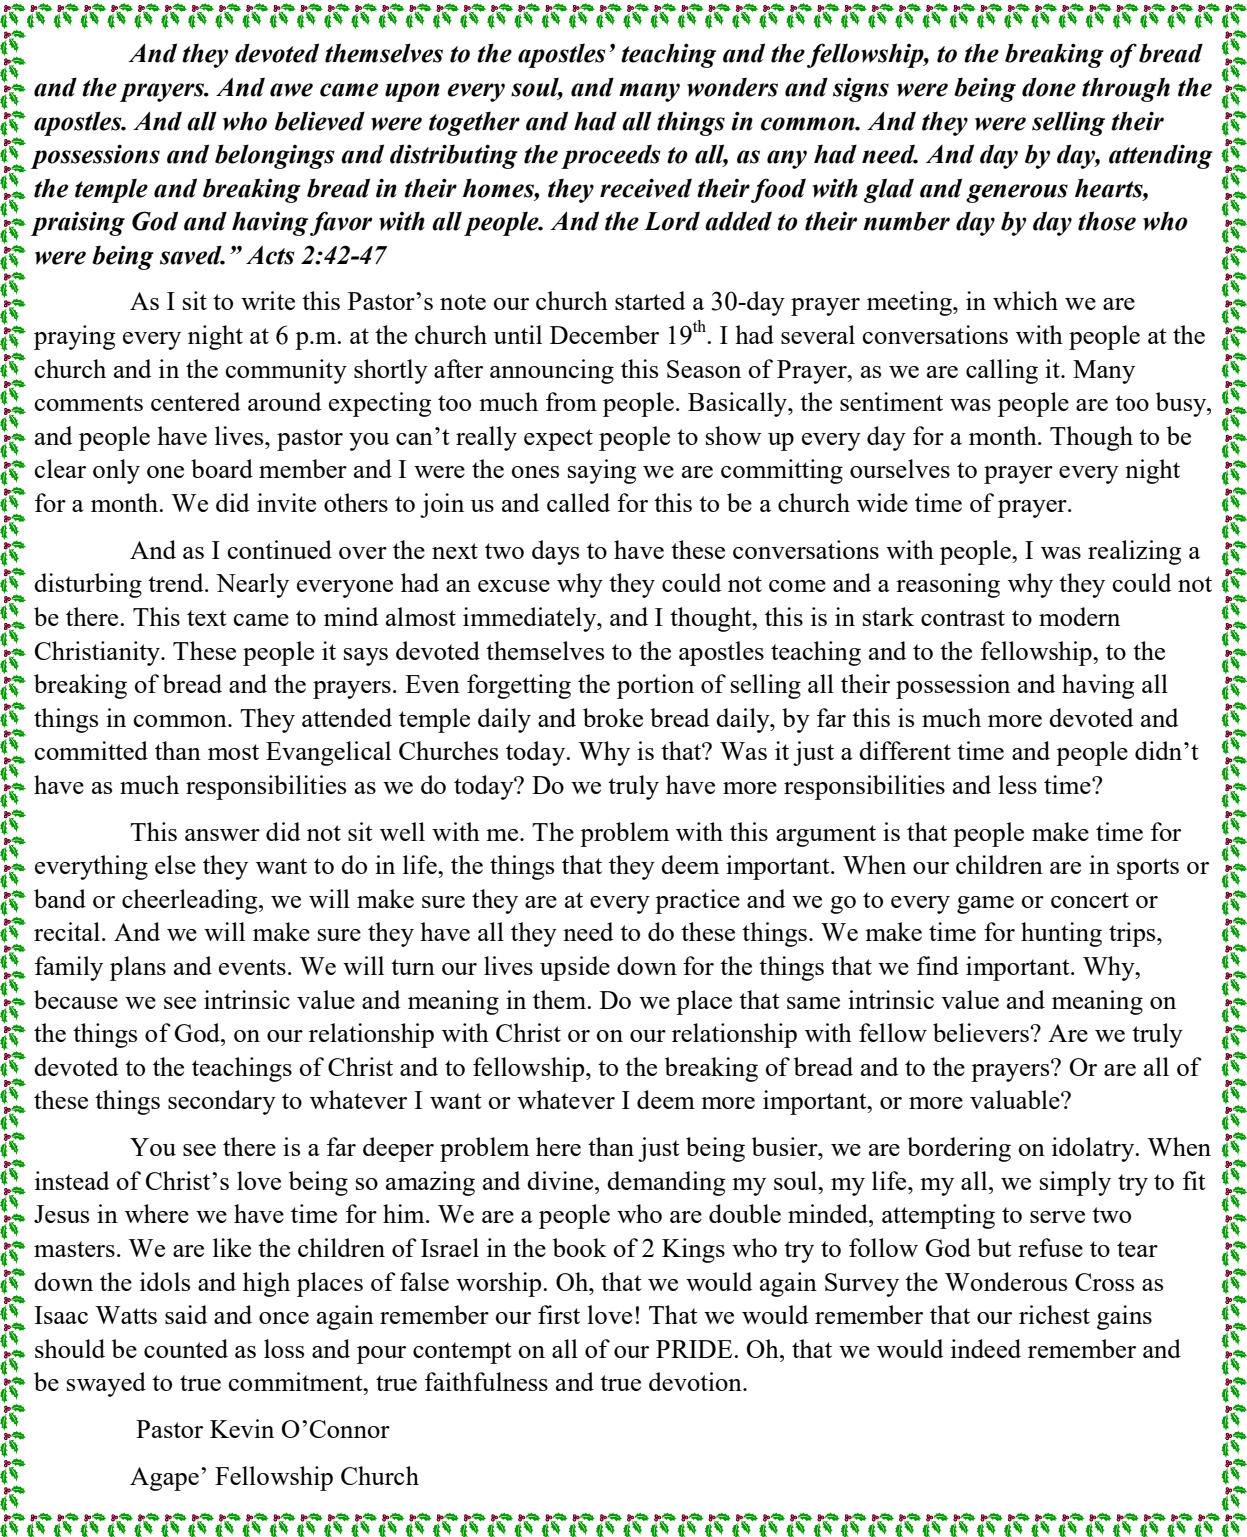 And they devoted themselves to the apostles’ teaching and the fellowship, to the breaking of bread
and the prayers. And awe came upon every soul, and many wonders and signs were being done through the
apostles. And all who believed were together and had all things in common. And they were selling their
possessions and belongings and distributing the proceeds to all, as any had need. And day by day, attending
the temple and breaking bread in their homes, they received their food with glad and generous hearts,
praising God and having favor with all people. And the Lord added to their number day by day those who
were being saved.” Acts 2:42-47
As I sit to write this Pastor’s note our church started a 30-day prayer meeting, in which we are
praying every night at 6 p.m. at the church until December 19th. I had several conversations with people at the
church and in the community shortly after announcing this Season of Prayer, as we are calling it. Many
comments centered around expecting too much from people. Basically, the sentiment was people are too busy,
and people have lives, pastor you can’t really expect people to show up every day for a month. Though to be
clear only one board member and I were the ones saying we are committing ourselves to prayer every night
for a month. We did invite others to join us and called for this to be a church wide time of prayer.
And as I continued over the next two days to have these conversations with people, I was realizing a
disturbing trend. Nearly everyone had an excuse why they could not come and a reasoning why they could not
be there. This text came to mind almost immediately, and I thought, this is in stark contrast to modern
Christianity. These people it says devoted themselves to the apostles teaching and to the fellowship, to the
breaking of bread and the prayers. Even forgetting the portion of selling all their possession and having all
things in common. They attended temple daily and broke bread daily, by far this is much more devoted and
committed than most Evangelical Churches today. Why is that? Was it just a different time and people didn’t
have as much responsibilities as we do today? Do we truly have more responsibilities and less time?
This answer did not sit well with me. The problem with this argument is that people make time for
everything else they want to do in life, the things that they deem important. When our children are in sports or
band or cheerleading, we will make sure they are at every practice and we go to every game or concert or
recital. And we will make sure they have all they need to do these things. We make time for hunting trips,
family plans and events. We will turn our lives upside down for the things that we find important. Why,
because we see intrinsic value and meaning in them. Do we place that same intrinsic value and meaning on
the things of God, on our relationship with Christ or on our relationship with fellow believers? Are we truly
devoted to the teachings of Christ and to fellowship, to the breaking of bread and to the prayers? Or are all of
these things secondary to whatever I want or whatever I deem more important, or more valuable?
You see there is a far deeper problem here than just being busier, we are bordering on idolatry. When
instead of Christ’s love being so amazing and divine, demanding my soul, my life, my all, we simply try to fit
Jesus in where we have time for him. We are a people who are double minded, attempting to serve two
masters. We are like the children of Israel in the book of 2 Kings who try to follow God but refuse to tear
down the idols and high places of false worship. Oh, that we would again Survey the Wonderous Cross as
Isaac Watts said and once again remember our first love! That we would remember that our richest gains
should be counted as loss and pour contempt on all of our PRIDE. Oh, that we would indeed remember and
be swayed to true commitment, true faithfulness and true devotion.
Pastor Kevin O’Connor
Agape’ Fellowship Church